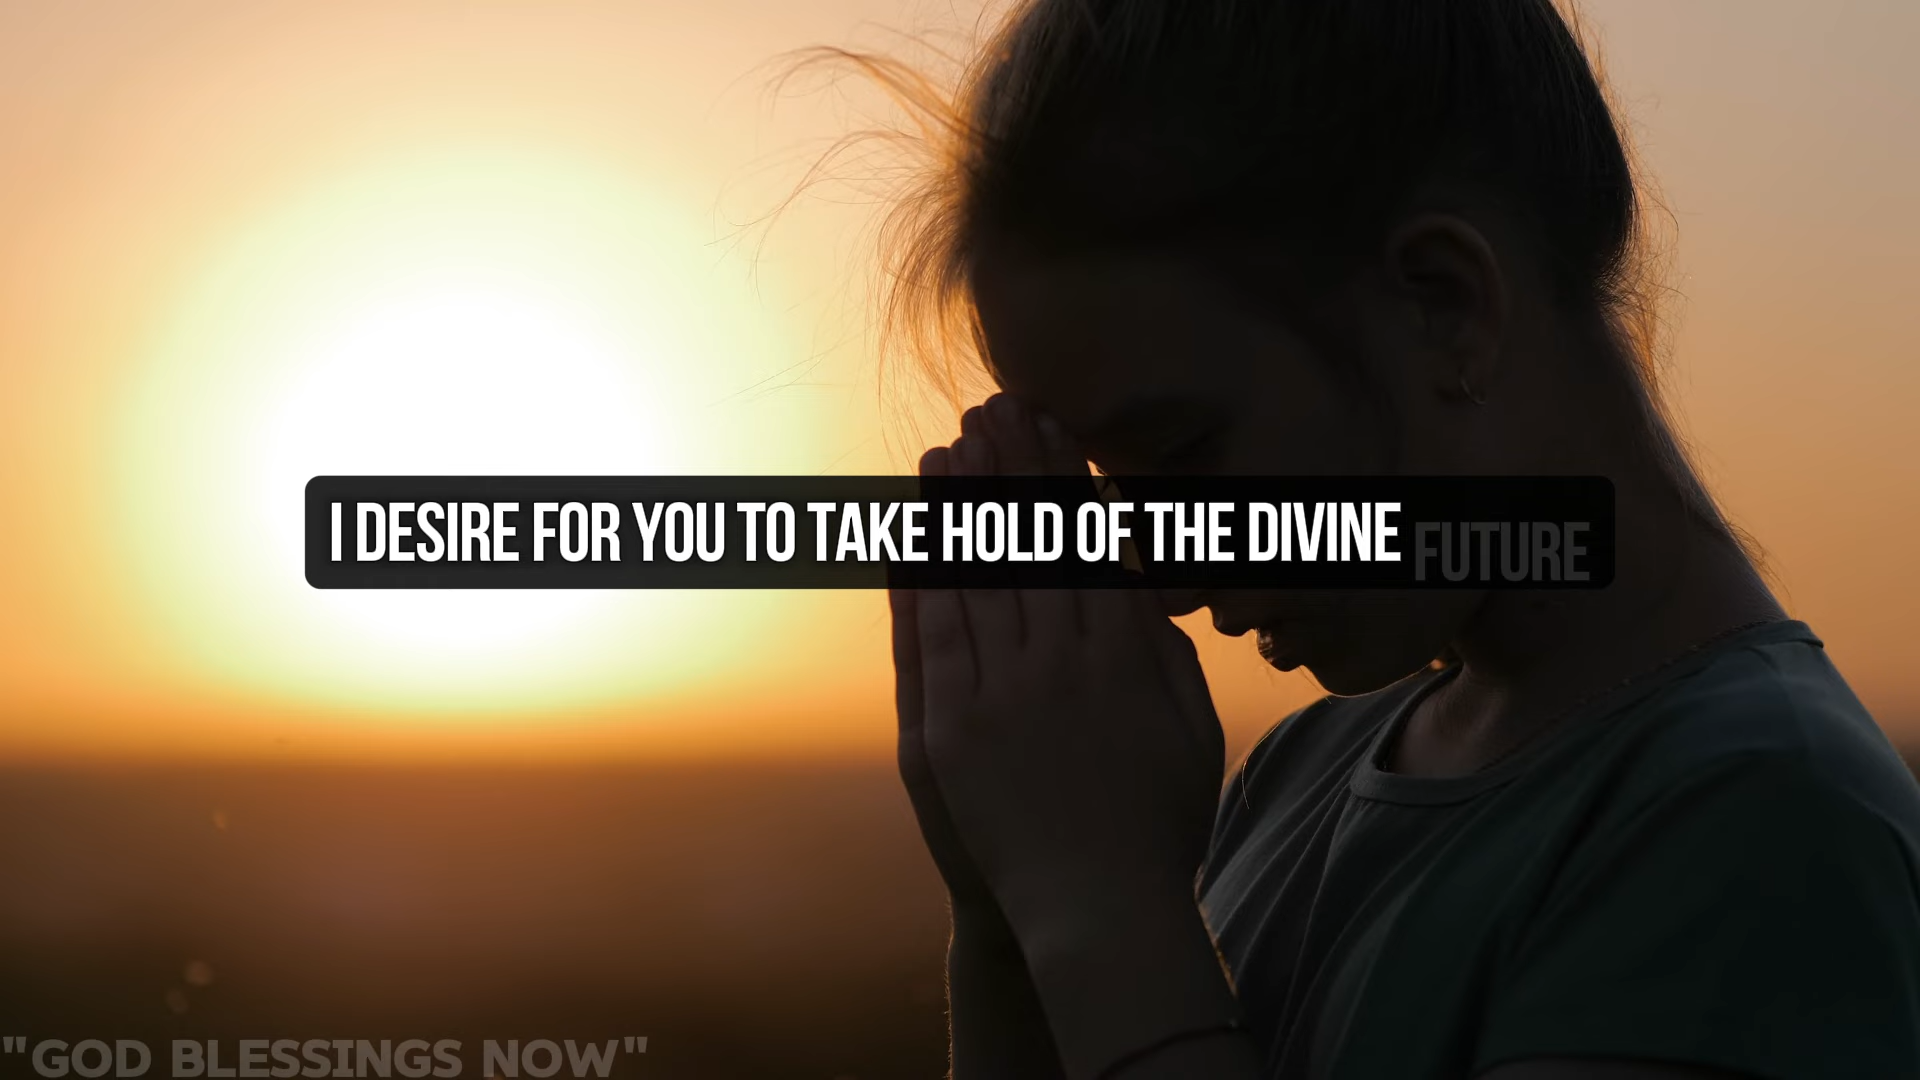 I DESIRE FOR YOU TO TAKE HOLD OF THE DIVINE FUTURE
"GOD BLESSINGS NOW"